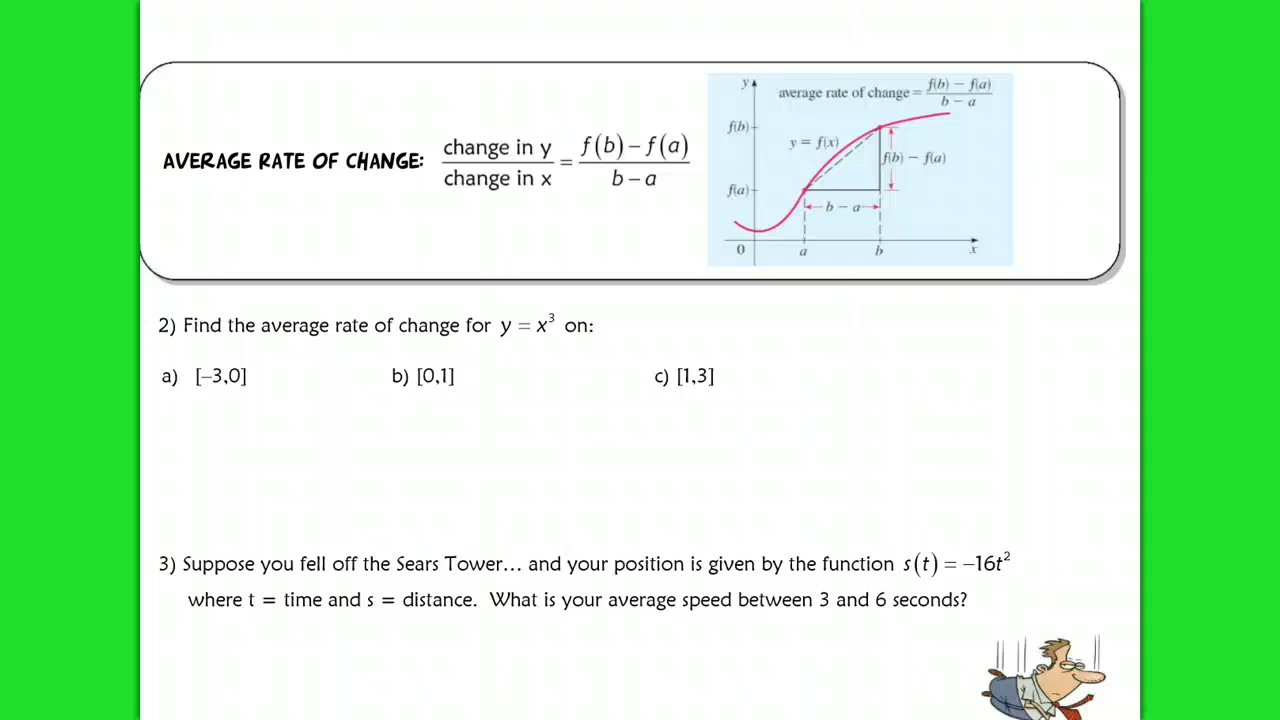 AVERAGE RATE OF CHANGE: change in y / change in x = f(b) − f(a) / b − a
y
average rate of change = f(b) − f(a) / b − a
f(b)
y = f(x)
f(b) − f(a)
f(a)
b − a
0 a b x
2) Find the average rate of change for y = x³ on:
a) [−3,0] b) [0,1] c) [1,3]
3) Suppose you fell off the Sears Tower... and your position is given by the function s(t) = −16t²
where t = time and s = distance. What is your average speed between 3 and 6 seconds?